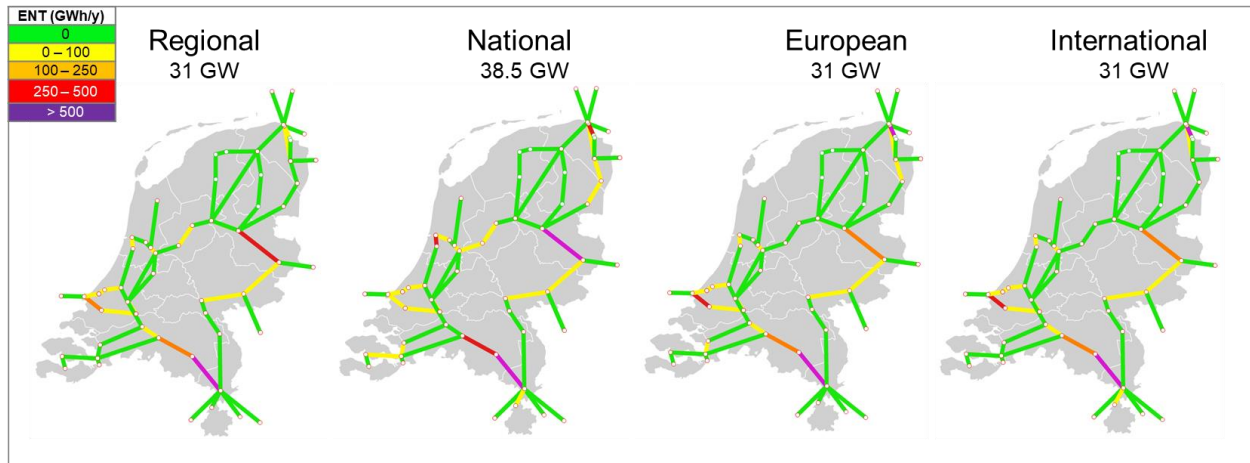 ENT (GWh/y)
0
0 – 100
100 – 250
250 – 500
> 500
Regional
31 GW
National
38.5 GW
European
31 GW
International
31 GW